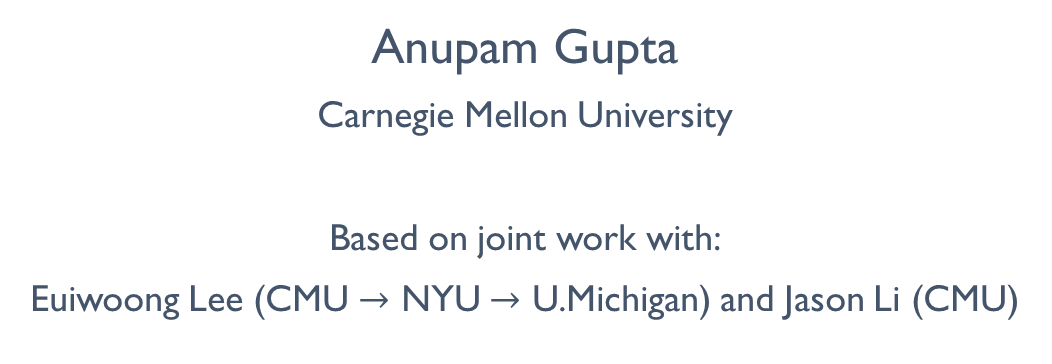 Anupam Gupta
Carnegie Mellon University
Based on joint work with:
Euiwoong Lee (CMU → NYU → U.Michigan) and Jason Li (CMU)